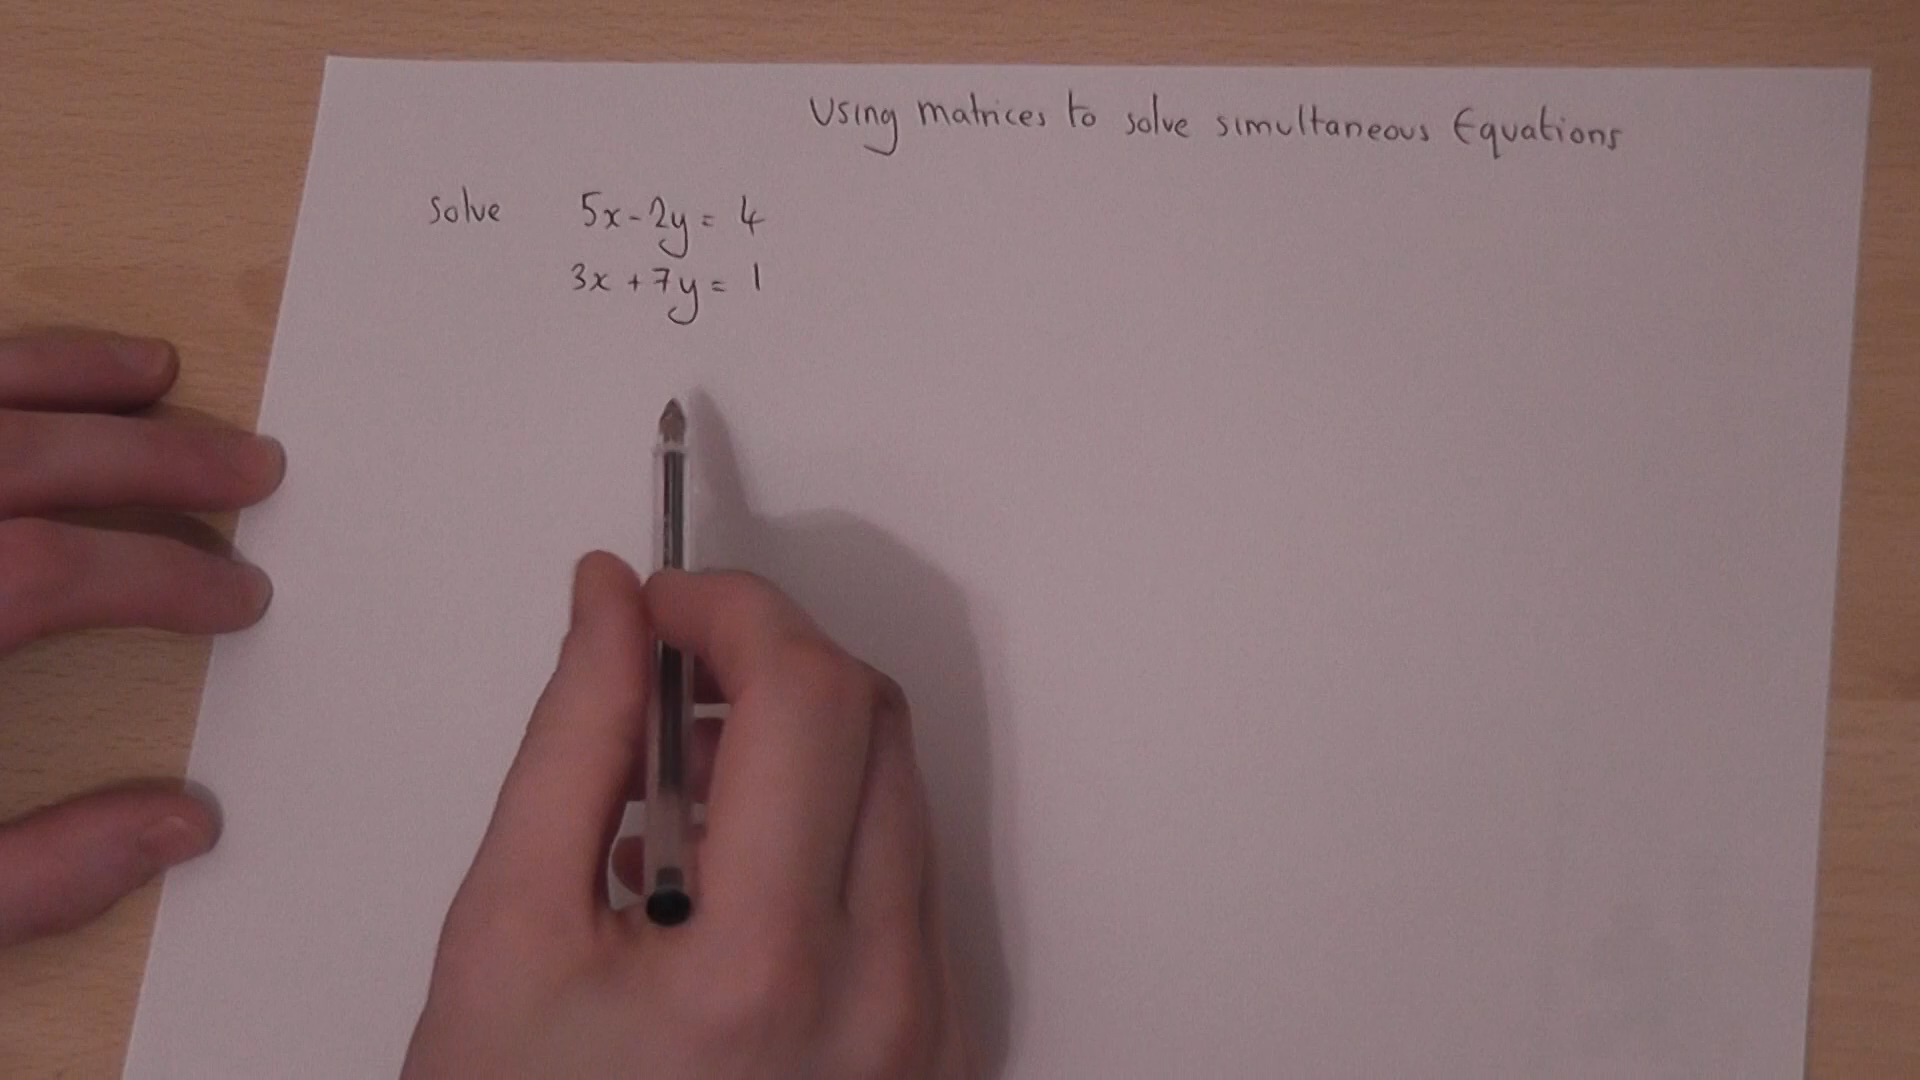 Using matrices to solve simultaneous Equations
Solve 5x - 2y = 4
3x + 7y = 1